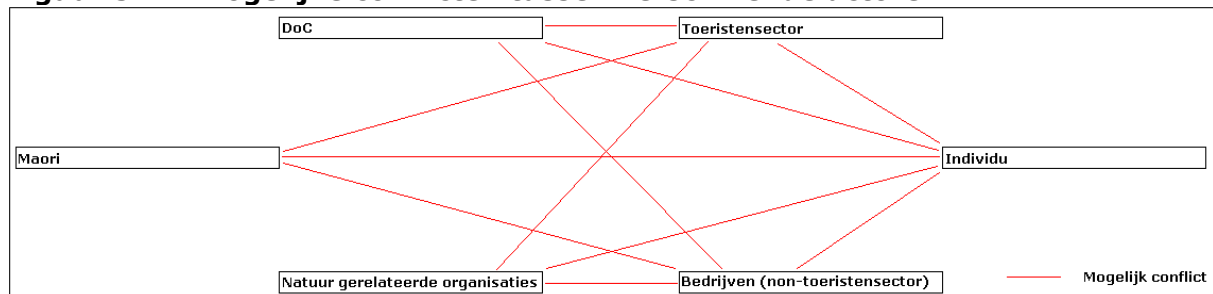 DoC
Toeristensector
Maori
Individu
Natuur gerelateerde organisaties
Bedrijven (non-toeristensector)
Mogelijk conflict